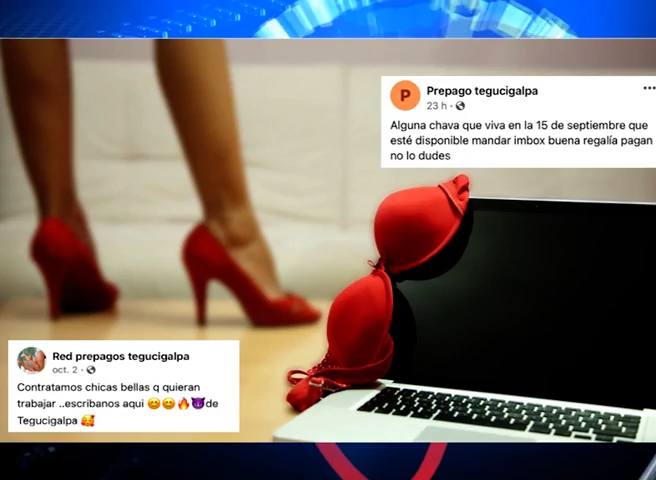 P
Prepago tegucigalpa
23 h ·
Alguna chava que viva en la 15 de septiembre que
esté disponible mandar imbox buena regalía pagan
no lo dudes
Red prepagos tegucigalpa
oct. 2 ·
Contratamos chicas bellas q quieran
trabajar ..escribanos aqui 😊😊🔥😈de
Tegucigalpa 🥰